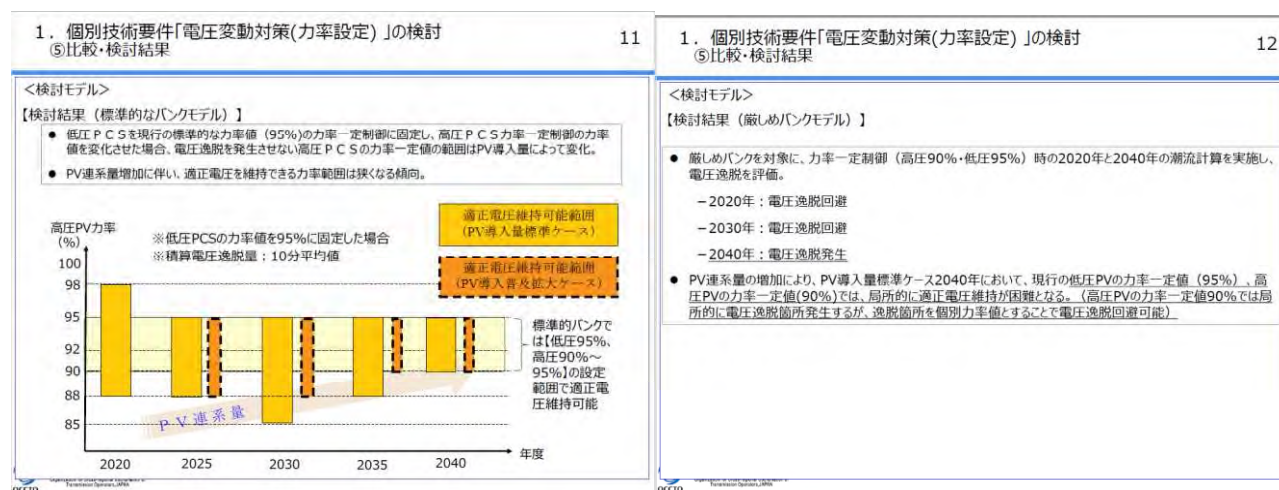 1．個別技術要件「電圧変動対策(力率設定) 」の検討
⑤比較・検討結果
11
＜検討モデル＞
【検討結果（標準的なバンクモデル）】
● 低圧ＰＣＳを現行の標準的な力率値（95%)の力率一定制御に固定し、高圧ＰＣＳ力率一定制御の力率
値を変化させた場合、電圧逸脱を発生させない高圧ＰＣＳの力率一定値の範囲はPV導入量によって変化。
● PV連系量増加に伴い、適正電圧を維持できる力率範囲は狭くなる傾向。
高圧PV力率
(%)
※低圧PCSの力率値を95%に固定した場合
※積算電圧逸脱量：10分平均値
適正電圧維持可能範囲
（PV導入量標準ケース）
適正電圧維持可能範囲
（PV導入普及拡大ケース）
100
98
95
92
90
88
85
標準的バンクで
は【低圧95%、
高圧90%～
95%】の設定
範囲で適正電
圧維持可能
ＰＶ連系量
2020
2025
2030
2035
2040
年度
1．個別技術要件「電圧変動対策(力率設定) 」の検討
⑤比較・検討結果
12
＜検討モデル＞
【検討結果（厳しめバンクモデル）】
● 厳しめバンクを対象に、力率一定制御（高圧90%・低圧95%）時の2020年と2040年の潮流計算を実施し、
電圧逸脱を評価。
－2020年：電圧逸脱回避
－2030年：電圧逸脱回避
－2040年：電圧逸脱発生
● PV連系量の増加により、PV導入量標準ケース2040年において、現行の低圧PVの力率一定値（95%）、高
圧PVの力率一定値(90%)では、局所的に適正電圧維持が困難となる。（高圧PVの力率一定値90%では局
所的に電圧逸脱箇所発生するが、逸脱箇所を個別力率値とすることで電圧逸脱回避可能）